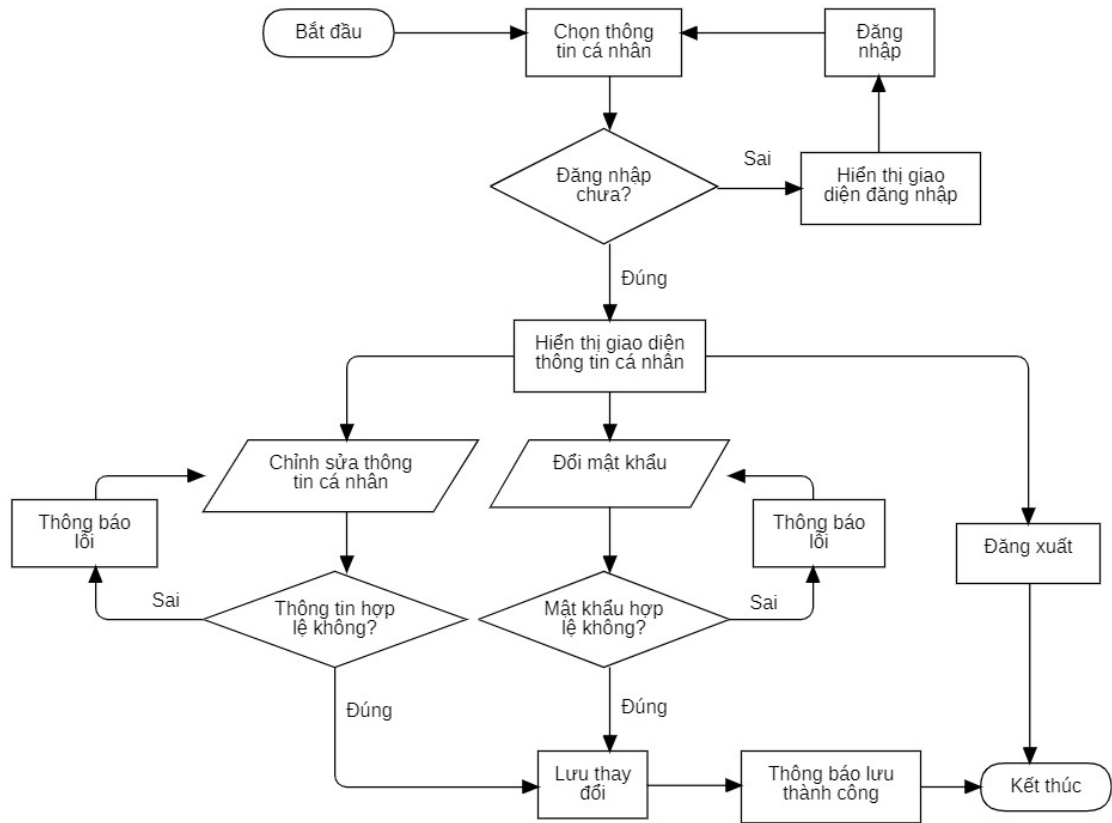 Bắt đầu
Chọn thông
tin cá nhân
Đăng
nhập
Đăng nhập
chưa?
Sai
Hiển thị giao
diện đăng nhập
Đúng
Hiển thị giao diện
thông tin cá nhân
Chỉnh sửa thông
tin cá nhân
Đổi mật khẩu
Thông báo
lỗi
Thông báo
lỗi
Đăng xuất
Sai
Thông tin hợp
lệ không?
Mật khẩu hợp
lệ không?
Sai
Đúng
Đúng
Lưu thay
đổi
Thông báo lưu
thành công
Kết thúc